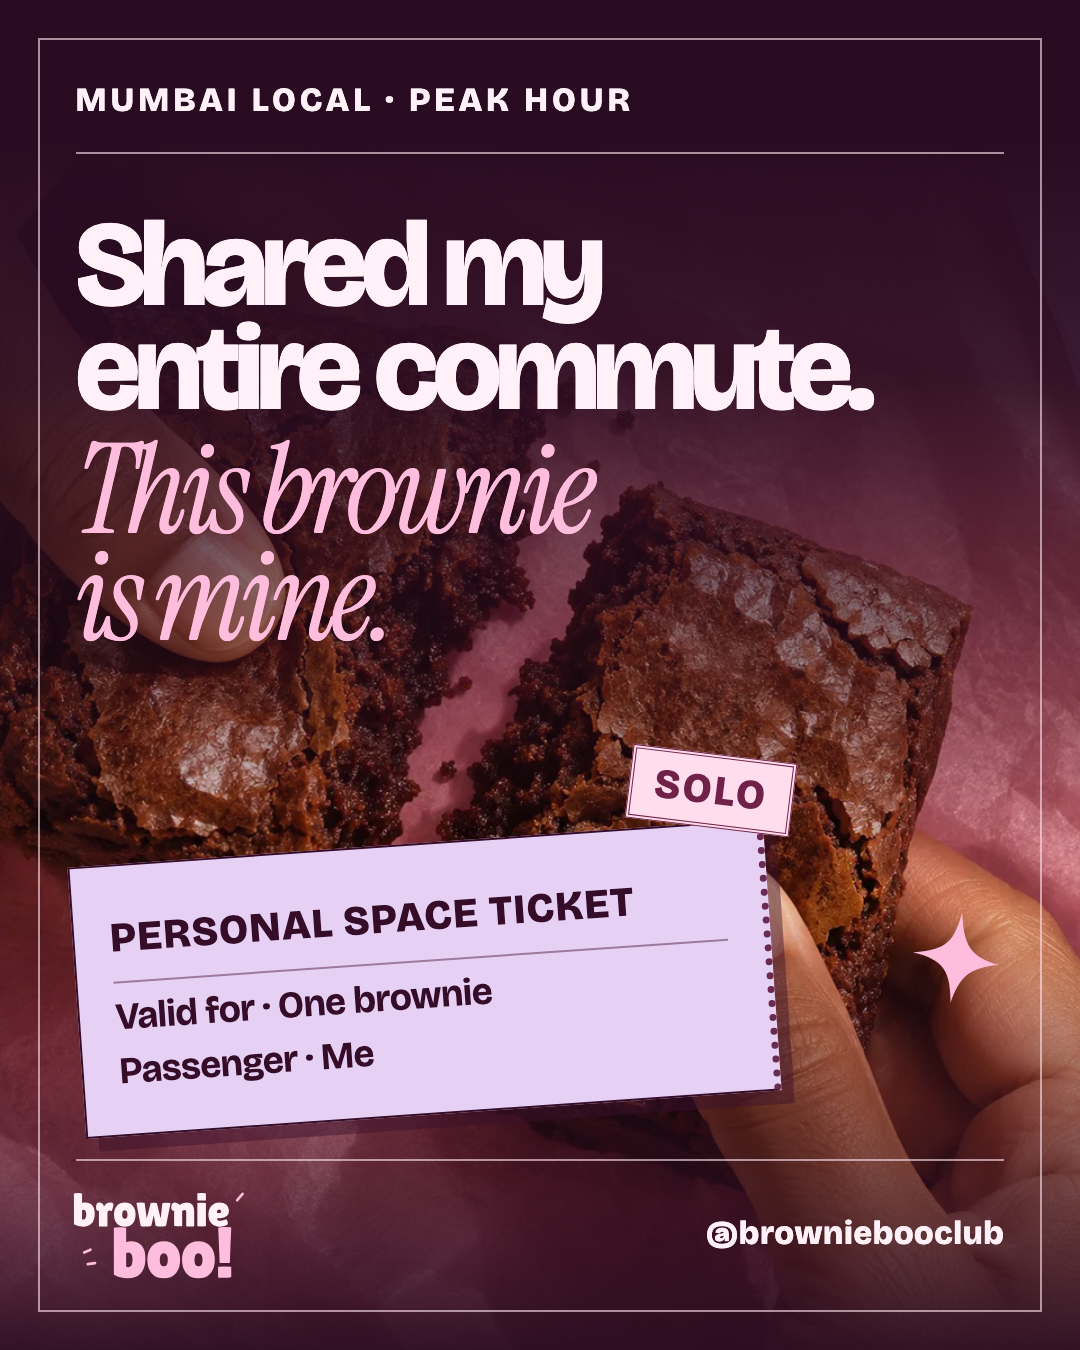 MUMBAI LOCAL · PEAK HOUR
Shared my
entire commute.
This brownie
is mine.
SOLO
PERSONAL SPACE TICKET
Valid for · One brownie
Passenger · Me
brownie
boo!
@browniebooclub